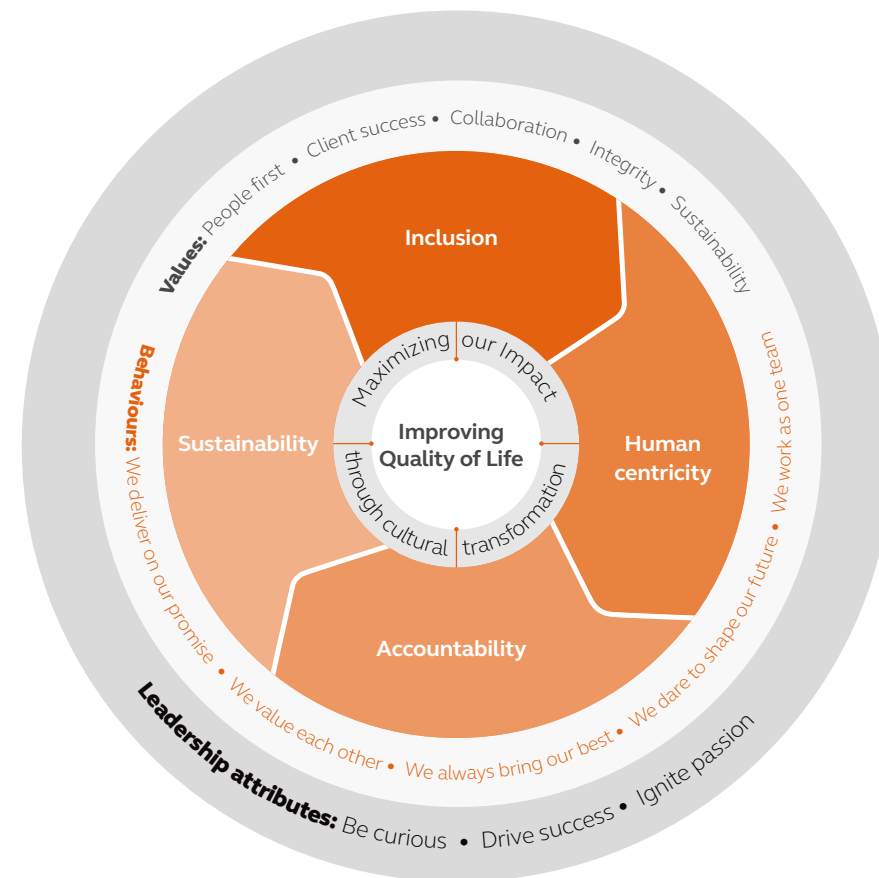 Values: People first • Client success • Collaboration • Integrity • Sustainability
Inclusion
Human
centricity
Accountability
Sustainability
Maximizing our Impact
through cultural transformation
Improving
Quality of Life
Behaviours: We deliver on our promise • We value each other • We always bring our best • We dare to shape our future • We work as one team
Leadership attributes: Be curious • Drive success • Ignite passion